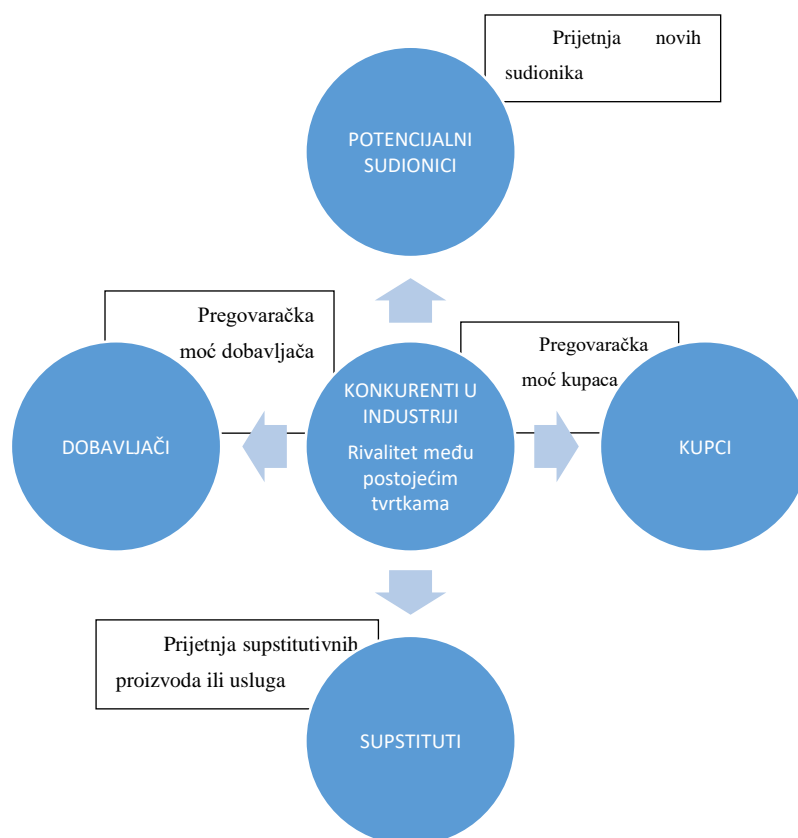 Prijetnja novih
sudionika
POTENCIJALNI
SUDIONICI
Pregovaračka
moć dobavljača
Pregovaračka
moć kupaca
DOBAVLJAČI
KONKURENTI U
INDUSTRIJI
Rivalitet među
postojećim
tvrtkama
KUPCI
Prijetnja supstitutivnih
proizvoda ili usluga
SUPSTITUTI